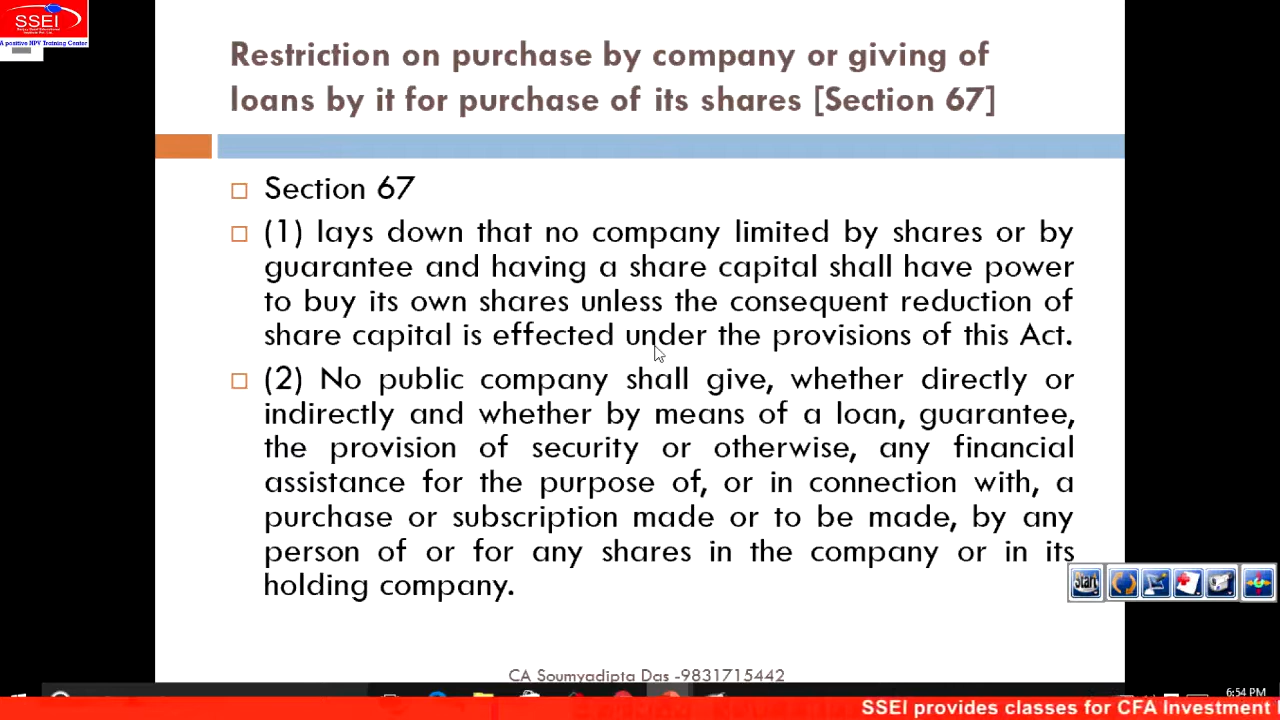 SSEI
A positive NPV Training Center
Restriction on purchase by company or giving of
loans by it for purchase of its shares [Section 67]
Section 67
(1) lays down that no company limited by shares or by
guarantee and having a share capital shall have power
to buy its own shares unless the consequent reduction of
share capital is effected under the provisions of this Act.
(2) No public company shall give, whether directly or
indirectly and whether by means of a loan, guarantee,
the provision of security or otherwise, any financial
assistance for the purpose of, or in connection with, a
purchase or subscription made or to be made, by any
person of or for any shares in the company or in its
holding company.
Start
CA Soumyadipta Das -9831715442
6:54 PM
SSEI provides classes for CFA Investment